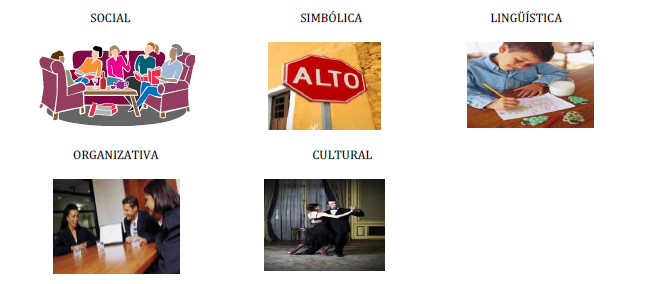 SOCIAL
SIMBÓLICA
LINGÜÍSTICA
ALTO
ORGANIZATIVA
CULTURAL